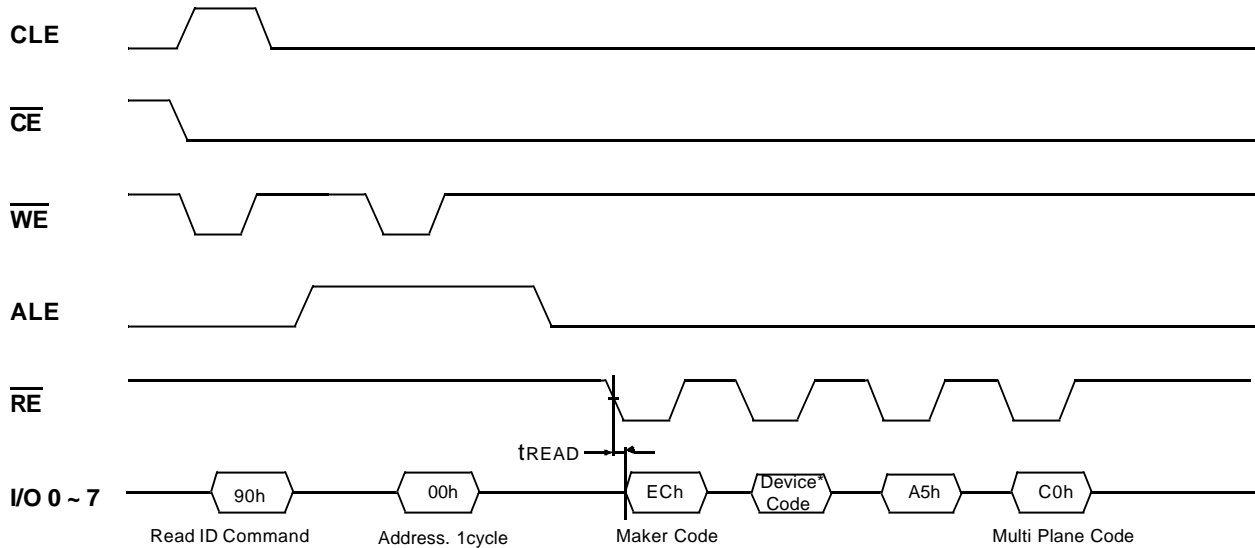 CLE
CE
WE
ALE
RE
tREAD
I/O 0 ~ 7
90h
00h
ECh
Device*
Code
A5h
C0h
Read ID Command
Address. 1cycle
Maker Code
Multi Plane Code